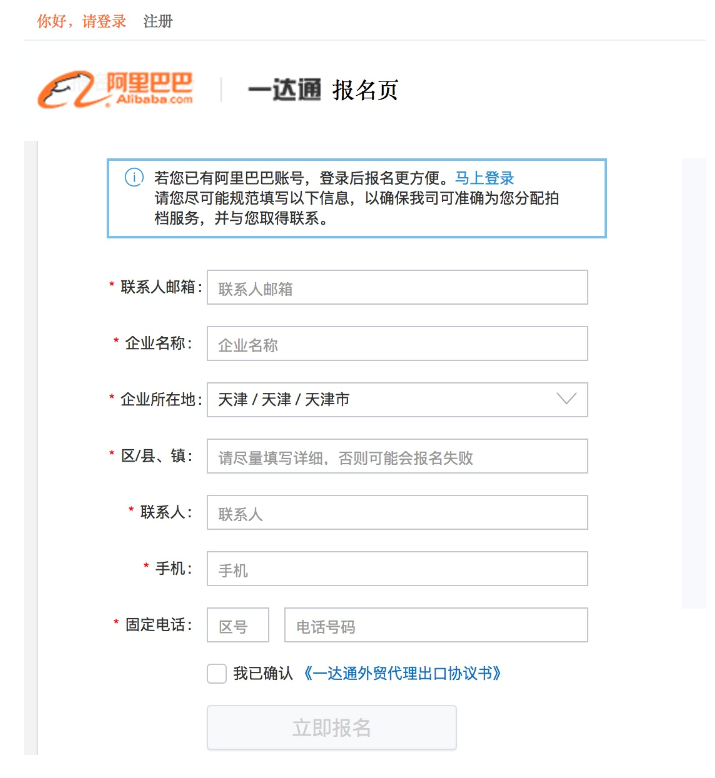 你好，请登录 注册
阿里巴巴
Alibaba.com
一达通 报名页
若您已有阿里巴巴账号，登录后报名更方便。马上登录
请您尽可能规范填写以下信息，以确保我司可准确为您分配拍
档服务，并与您取得联系。
* 联系人邮箱: 联系人邮箱
* 企业名称: 企业名称
* 企业所在地: 天津 / 天津 / 天津市
* 区/县、镇: 请尽量填写详细，否则可能会报名失败
* 联系人: 联系人
* 手机: 手机
* 固定电话: 区号 电话号码
我已确认 《一达通外贸代理出口协议书》
立即报名